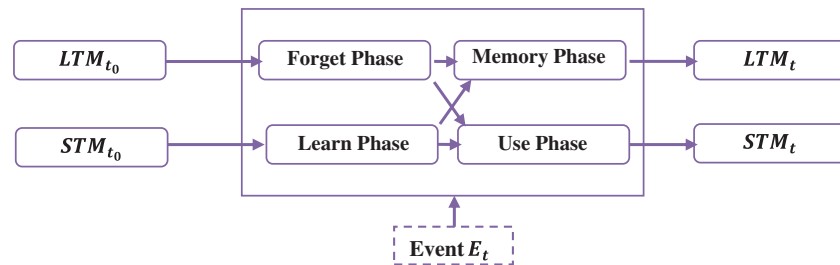 LTM_{t_0}
Forget Phase
Memory Phase
LTM_t
STM_{t_0}
Learn Phase
Use Phase
STM_t
Event E_t